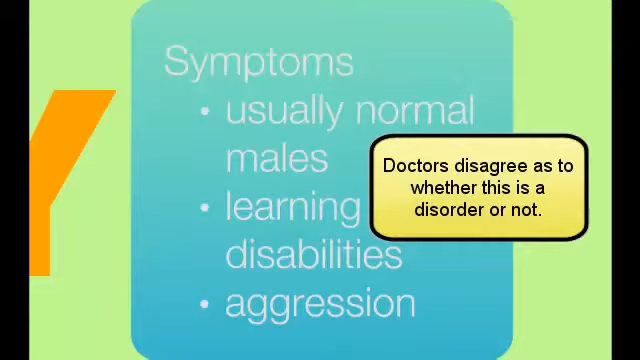 Y
Symptoms
• usually normal
males
• learning
disabilities
• aggression
Doctors disagree as to
whether this is a
disorder or not.